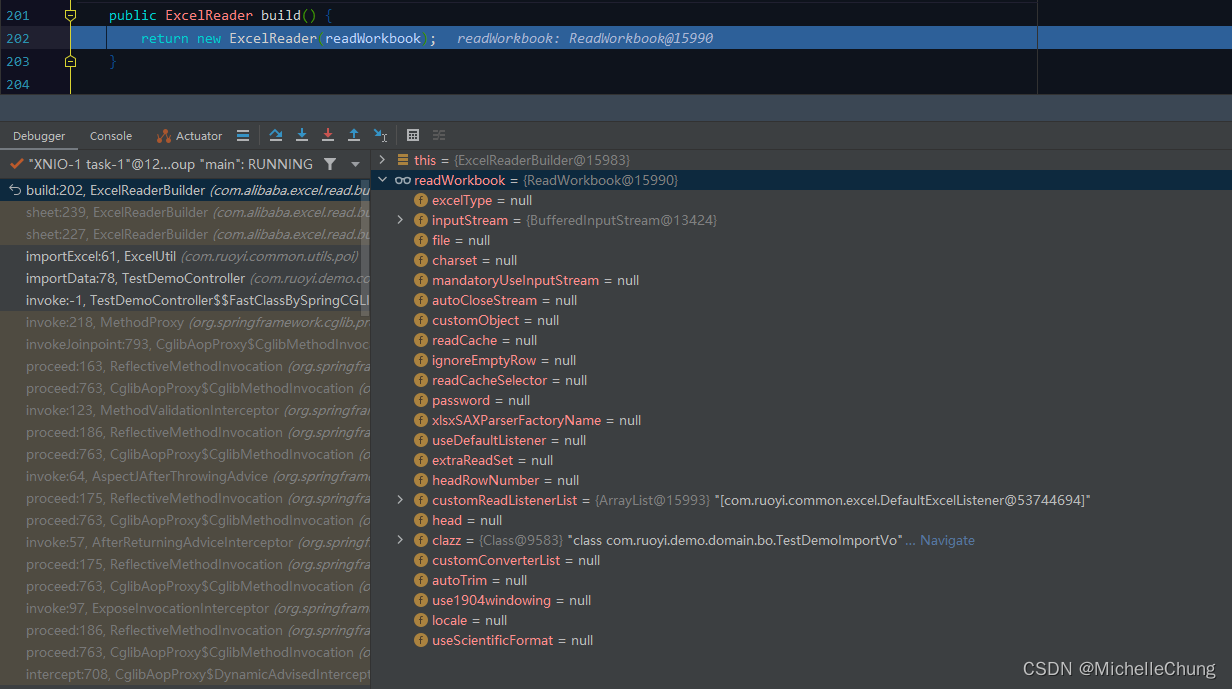 201 public ExcelReader build() {
202 return new ExcelReader(readWorkbook); readWorkbook: ReadWorkbook@15990
203 }
204
Debugger Console Actuator
"XNIO-1 task-1"@12...oup "main": RUNNING
build:202, ExcelReaderBuilder (com.alibaba.excel.read.bu
sheet:239, ExcelReaderBuilder (com.alibaba.excel.read.bu
sheet:227, ExcelReaderBuilder (com.alibaba.excel.read.bu
importExcel:61, ExcelUtil (com.ruoyi.common.utils.poi)
importData:78, TestDemoController (com.ruoyi.demo.co
invoke:-1, TestDemoController$$FastClassBySpringCGLI
invoke:218, MethodProxy (org.springframework.cglib.pr
invokeJoinpoint:793, CglibAopProxy$CglibMethodInvoc
proceed:163, ReflectiveMethodInvocation (org.springfr
proceed:763, CglibAopProxy$CglibMethodInvocation (o
invoke:123, MethodValidationInterceptor (org.springfra
proceed:186, ReflectiveMethodInvocation (org.springfra
proceed:763, CglibAopProxy$CglibMethodInvocation (o
invoke:64, AspectJAfterThrowingAdvice (org.springfram
proceed:175, ReflectiveMethodInvocation (org.springfra
proceed:763, CglibAopProxy$CglibMethodInvocation (o
invoke:57, AfterReturningAdviceInterceptor (org.springfr
proceed:175, ReflectiveMethodInvocation (org.springfra
proceed:763, CglibAopProxy$CglibMethodInvocation (o
invoke:97, ExposeInvocationInterceptor (org.springfram
proceed:186, ReflectiveMethodInvocation (org.springfra
proceed:763, CglibAopProxy$CglibMethodInvocation (o
intercept:708, CglibAopProxy$DynamicAdvisedIntercept
this = {ExcelReaderBuilder@15983}
readWorkbook = {ReadWorkbook@15990}
excelType = null
inputStream = {BufferedInputStream@13424}
file = null
charset = null
mandatoryUseInputStream = null
autoCloseStream = null
customObject = null
readCache = null
ignoreEmptyRow = null
readCacheSelector = null
password = null
xlsxSAXParserFactoryName = null
useDefaultListener = null
extraReadSet = null
headRowNumber = null
customReadListenerList = {ArrayList@15993} "[com.ruoyi.common.excel.DefaultExcelListener@53744694]"
head = null
clazz = {Class@9583} "class com.ruoyi.demo.domain.bo.TestDemoImportVo" ... Navigate
customConverterList = null
autoTrim = null
use1904windowing = null
locale = null
useScientificFormat = null
CSDN @MichelleChung